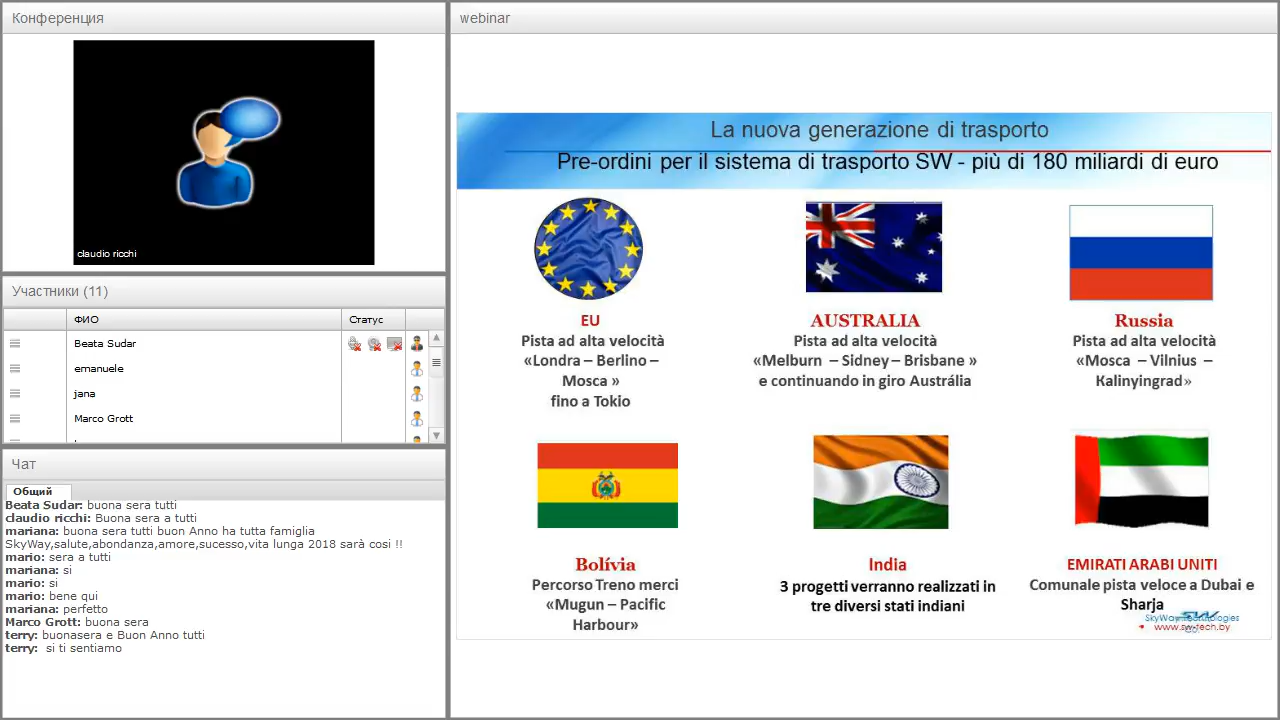 Конференция
claudio ricchi
Участники (11)
ФИО
Статус
Beata Sudar
emanuele
jana
Marco Grott
Чат
Общий
Beata Sudar: buona sera tutti
claudio ricchi: Buona sera a tutti
mariana: buona sera tutti buon Anno ha tutta famiglia
SkyWay,salute,abondanza,amore,sucesso,vita lunga 2018 sarà cosi !!
mario: sera a tutti
mariana: si
mario: si
mario: bene qui
mariana: perfetto
Marco Grott: buona sera
terry: buonasera e Buon Anno tutti
terry: si ti sentiamo
webinar
La nuova generazione di trasporto
Pre-ordini per il sistema di trasporto SW - più di 180 miliardi di euro
EU
Pista ad alta velocità
«Londra – Berlino –
Mosca »
fino a Tokio
AUSTRALIA
Pista ad alta velocità
«Melburn – Sidney – Brisbane »
e continuando in giro Austrália
Russia
Pista ad alta velocità
«Mosca – Vilnius –
Kalinyingrad»
Bolívia
Percorso Treno merci
«Mugun – Pacific
Harbour»
India
3 progetti verranno realizzati in
tre diversi stati indiani
EMIRATI ARABI UNITI
Comunale pista veloce a Dubai e
Sharja
SkyWay Technologies
Co.
www.sw-tech.by